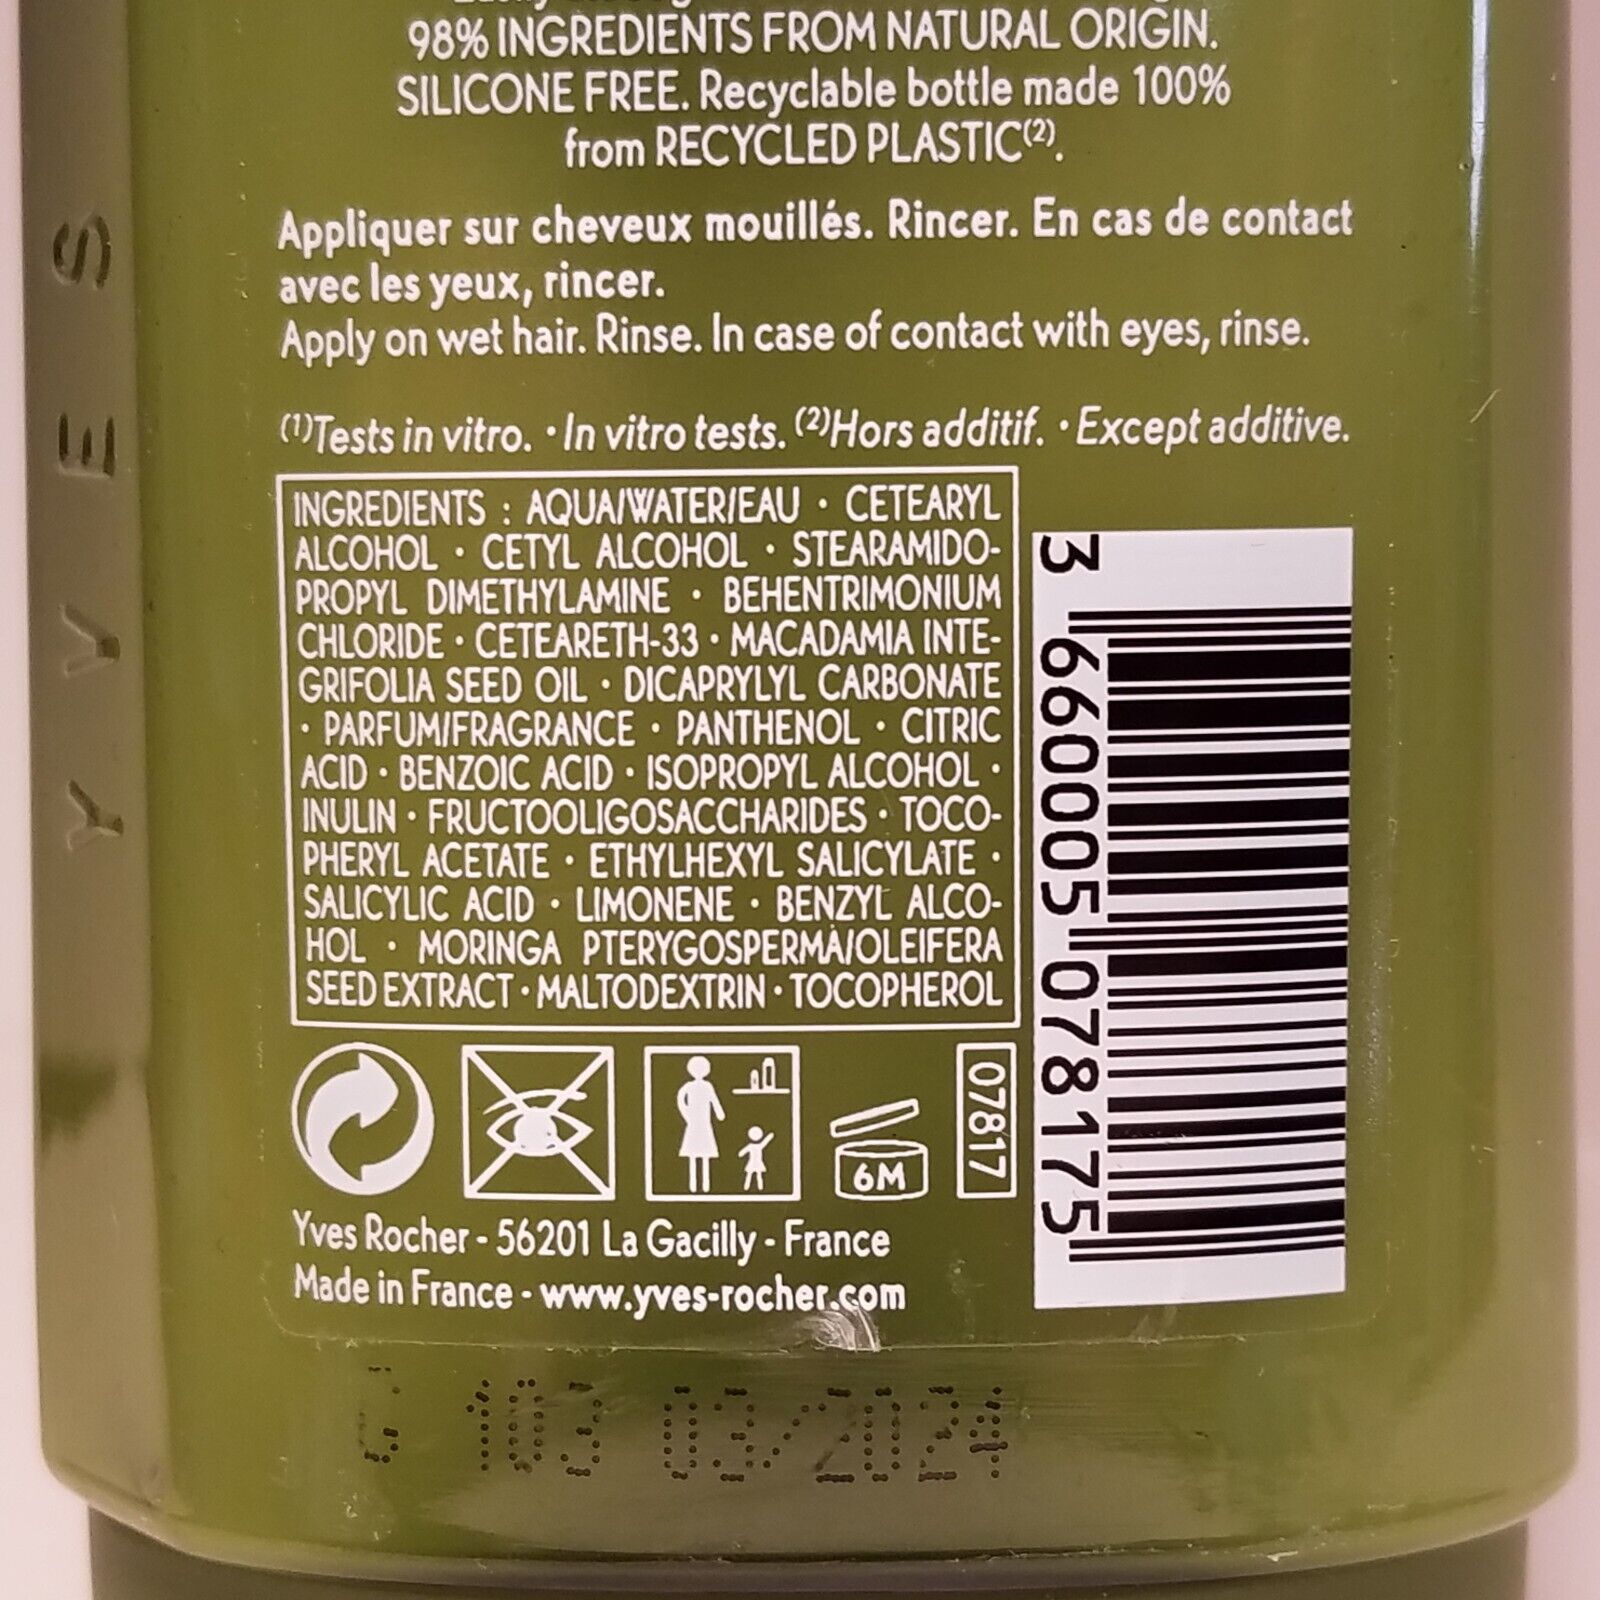 98% INGREDIENTS FROM NATURAL ORIGIN.
SILICONE FREE. Recyclable bottle made 100%
from RECYCLED PLASTIC(2).
Appliquer sur cheveux mouillés. Rincer. En cas de contact
avec les yeux, rincer.
Apply on wet hair. Rinse. In case of contact with eyes, rinse.
(1)Tests in vitro. • In vitro tests. (2)Hors additif. • Except additive.
INGREDIENTS : AQUA/WATER/EAU • CETEARYL
ALCOHOL • CETYL ALCOHOL • STEARAMIDO-
PROPYL DIMETHYLAMINE • BEHENTRIMONIUM
CHLORIDE • CETEARETH-33 • MACADAMIA INTE-
GRIFOLIA SEED OIL • DICAPRYLYL CARBONATE
• PARFUM/FRAGRANCE • PANTHENOL • CITRIC
ACID • BENZOIC ACID • ISOPROPYL ALCOHOL •
INULIN • FRUCTOOLIGOSACCHARIDES • TOCO-
PHERYL ACETATE • ETHYLHEXYL SALICYLATE •
SALICYLIC ACID • LIMONENE • BENZYL ALCO-
HOL • MORINGA PTERYGOSPERMA/OLEIFERA
SEED EXTRACT • MALTODEXTRIN • TOCOPHEROL
3 660005 078175
6M
07817
Yves Rocher - 56201 La Gacilly - France
Made in France - www.yves-rocher.com
103 03/2024
YVES